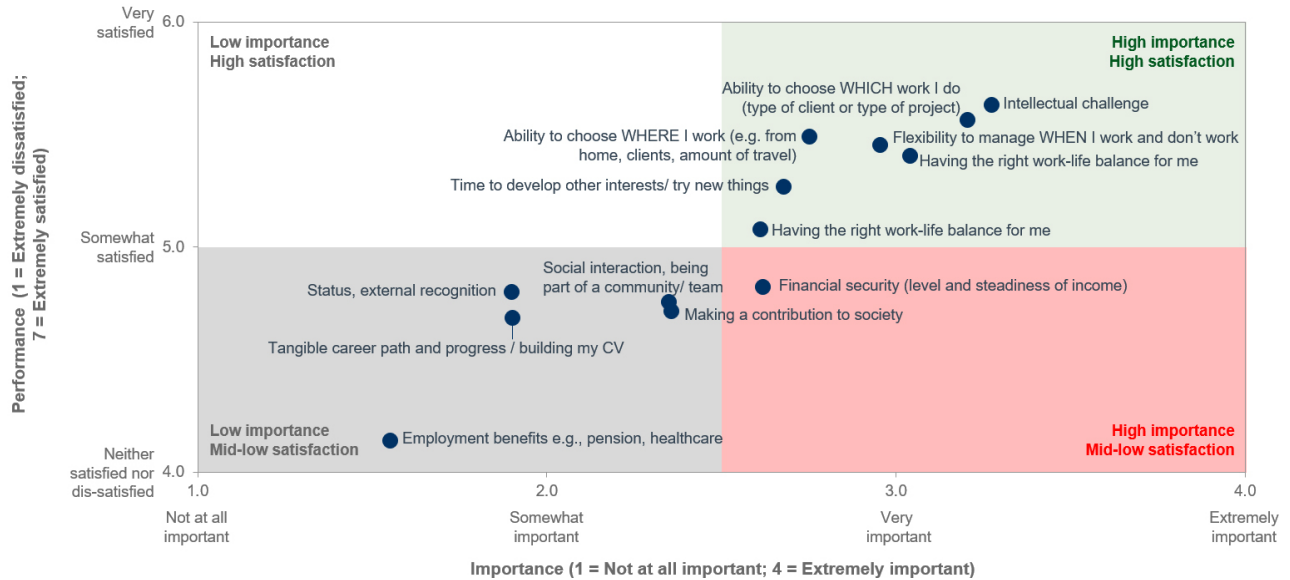 Performance (1 = Extremely dissatisfied;
7 = Extremely satisfied)
Very
satisfied
6.0
Somewhat
satisfied
5.0
Neither
satisfied nor
dis-satisfied
4.0
Low importance
High satisfaction
High importance
High satisfaction
Ability to choose WHICH work I do
(type of client or type of project)
Intellectual challenge
Ability to choose WHERE I work (e.g. from
home, clients, amount of travel)
Flexibility to manage WHEN I work and don’t work
Having the right work-life balance for me
Time to develop other interests/ try new things
Having the right work-life balance for me
Social interaction, being
part of a community/ team
Status, external recognition
Financial security (level and steadiness of income)
Making a contribution to society
Tangible career path and progress / building my CV
Low importance
Mid-low satisfaction
Employment benefits e.g., pension, healthcare
High importance
Mid-low satisfaction
1.0
2.0
3.0
4.0
Not at all
important
Somewhat
important
Very
important
Extremely
important
Importance (1 = Not at all important; 4 = Extremely important)